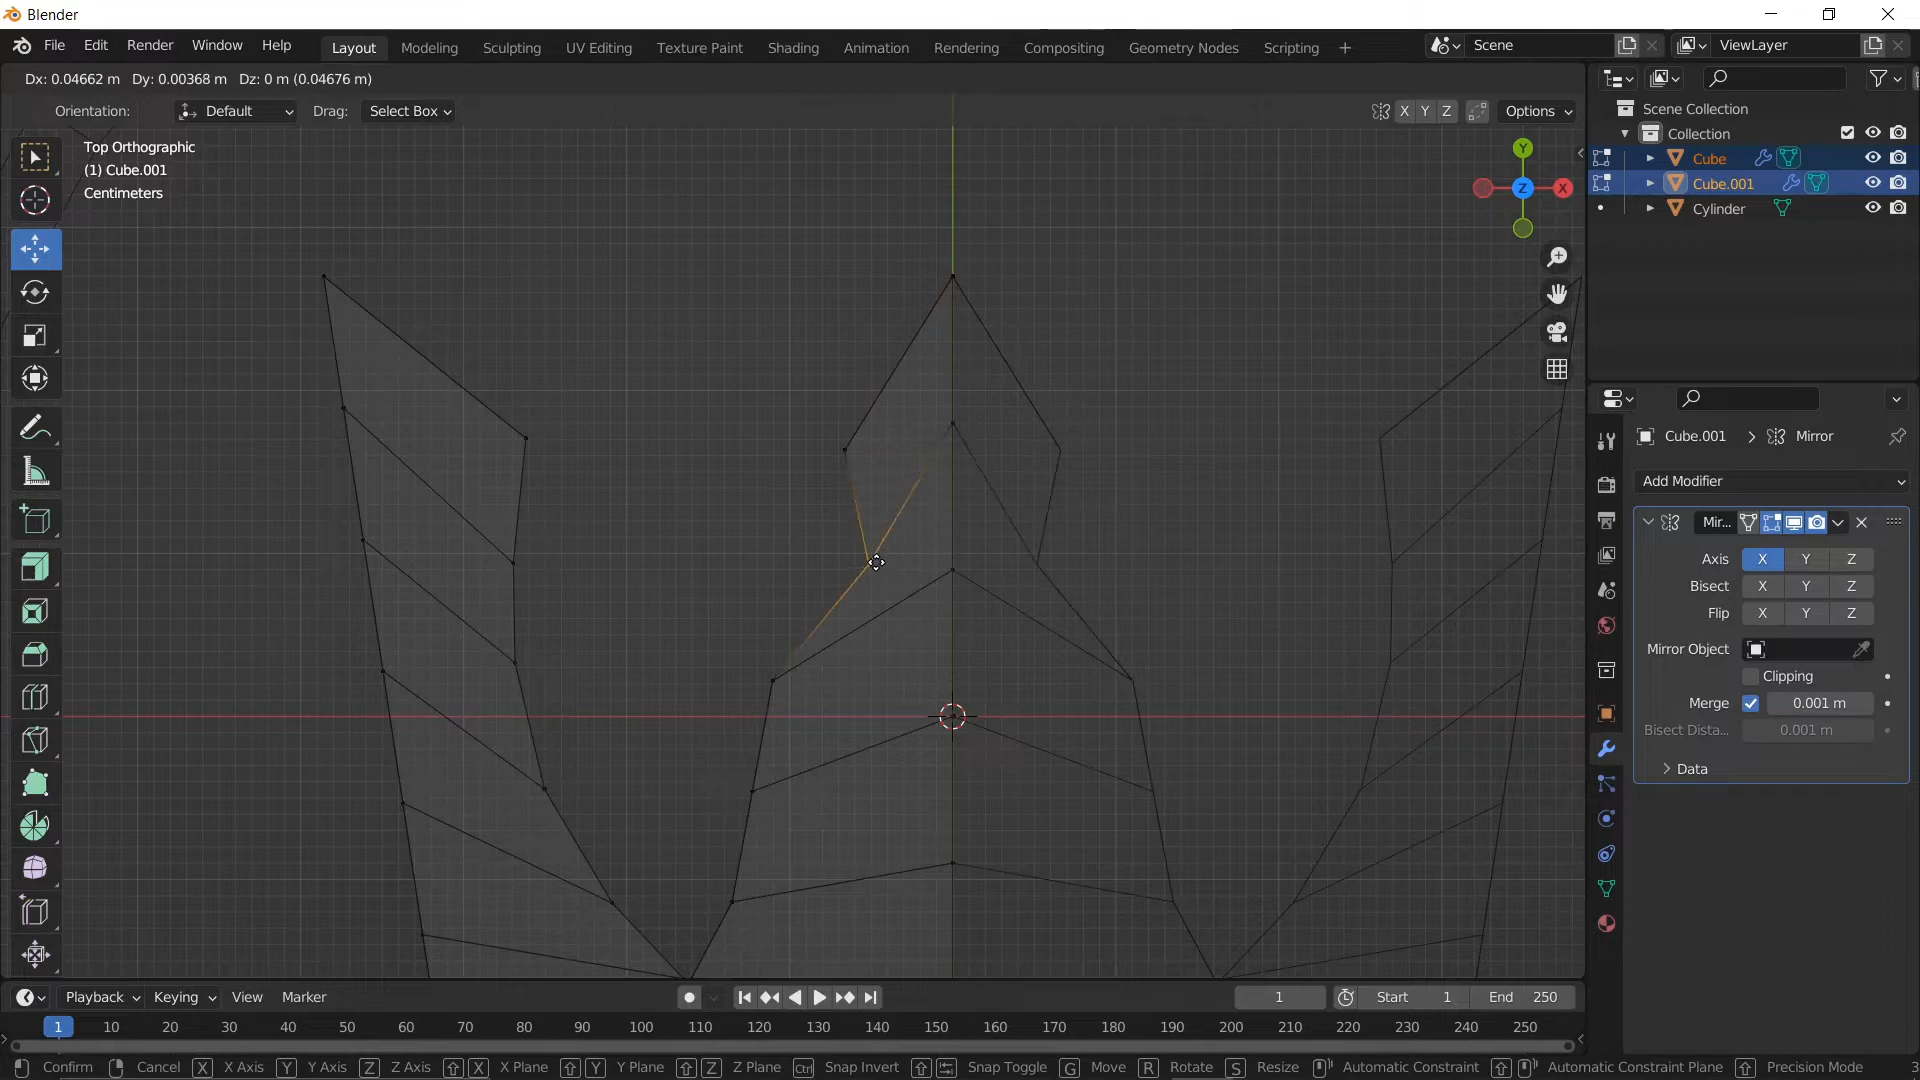 Blender
File Edit Render Window Help Layout Modeling Sculpting UV Editing Texture Paint Shading Animation Rendering Compositing Geometry Nodes Scripting + Scene ViewLayer
Dx: 0.04662 m Dy: 0.00368 m Dz: 0 m (0.04676 m)
Orientation: Default Drag: Select Box X Y Z Options
Top Orthographic
(1) Cube.001
Centimeters
Y
Z
X
Scene Collection
Collection
Cube
Cube.001
Cylinder
Cube.001 > Mirror
Add Modifier
Mir...
Axis X Y Z
Bisect X Y Z
Flip X Y Z
Mirror Object
Clipping
Merge 0.001 m
Bisect Dista... 0.001 m
Data
Playback Keying View Marker 1 Start 1 End 250
1 10 20 30 40 50 60 70 80 90 100 110 120 130 140 150 160 170 180 190 200 210 220 230 240 250
Confirm Cancel X X Axis Y Y Axis Z Z Axis X X Plane Y Y Plane Z Z Plane Ctrl Snap Invert Snap Toggle G Move R Rotate S Resize Automatic Constraint Automatic Constraint Plane Precision Mode